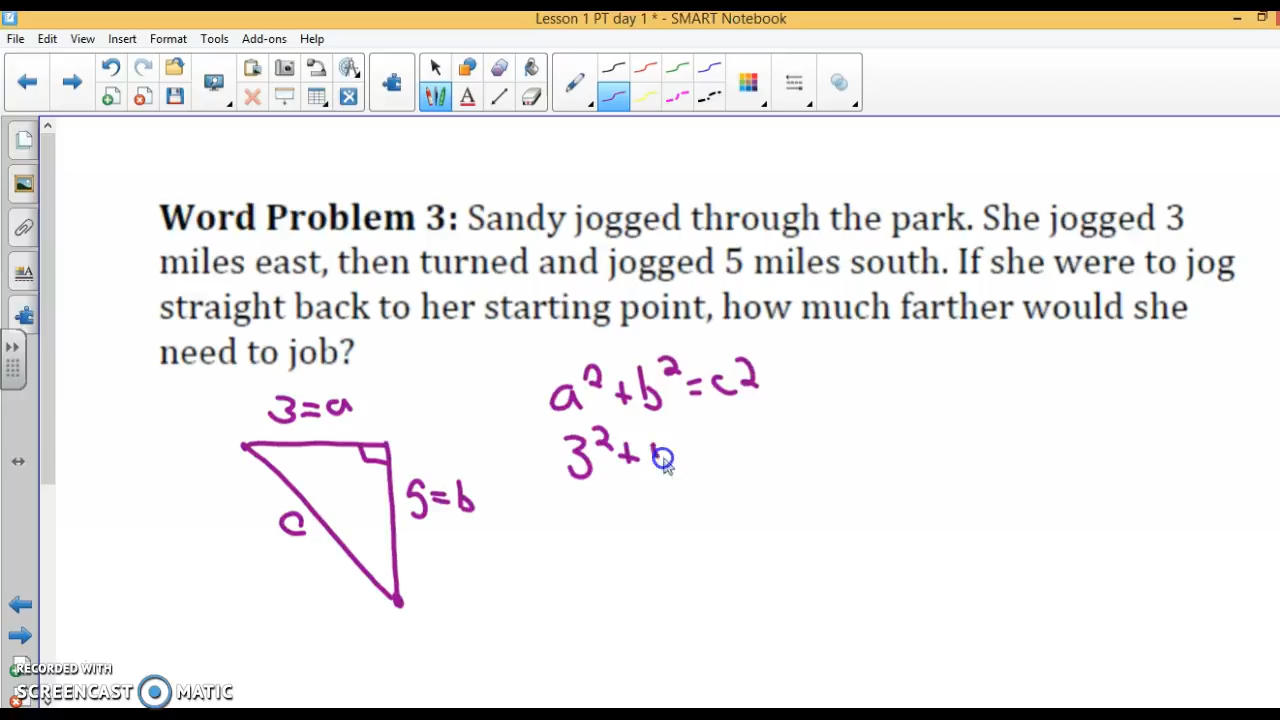 Lesson 1 PT day 1 * - SMART Notebook
File Edit View Insert Format Tools Add-ons Help
Word Problem 3: Sandy jogged through the park. She jogged 3
miles east, then turned and jogged 5 miles south. If she were to jog
straight back to her starting point, how much farther would she
need to job?
a² + b² = c2
3 = a
3² +
5 = b
c
RECORDED WITH
SCREENCAST MATIC